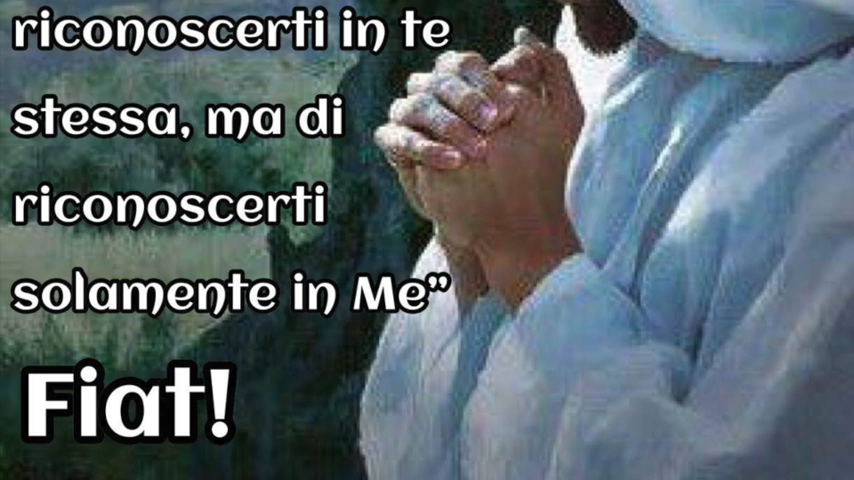 riconoscerti in te
stessa, ma di
riconoscerti
solamente in Me”
Fiat!